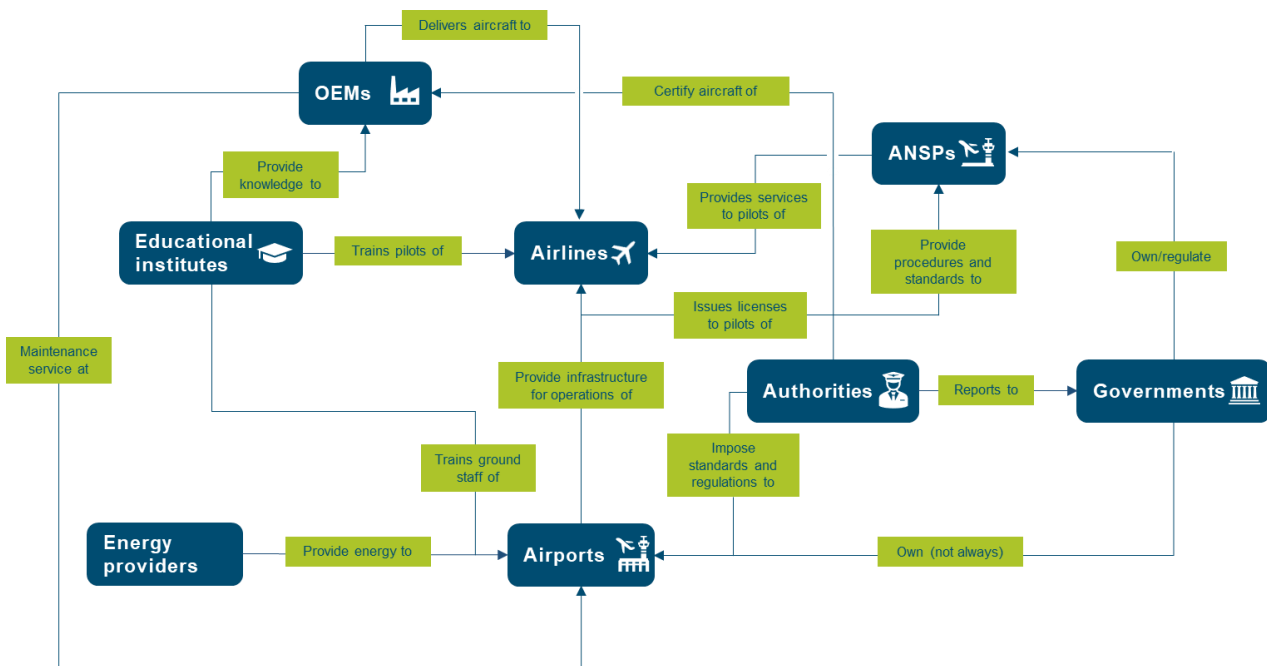 Delivers aircraft to
OEMs
Certify aircraft of
ANSPs
Provide
knowledge to
Provides services
to pilots of
Educational
institutes
Trains pilots of
Airlines
Provide
procedures and
standards to
Own/regulate
Issues licenses
to pilots of
Maintenance
service at
Provide infrastructure
for operations of
Authorities
Reports to
Governments
Trains ground
staff of
Impose
standards and
regulations to
Energy
providers
Provide energy to
Airports
Own (not always)